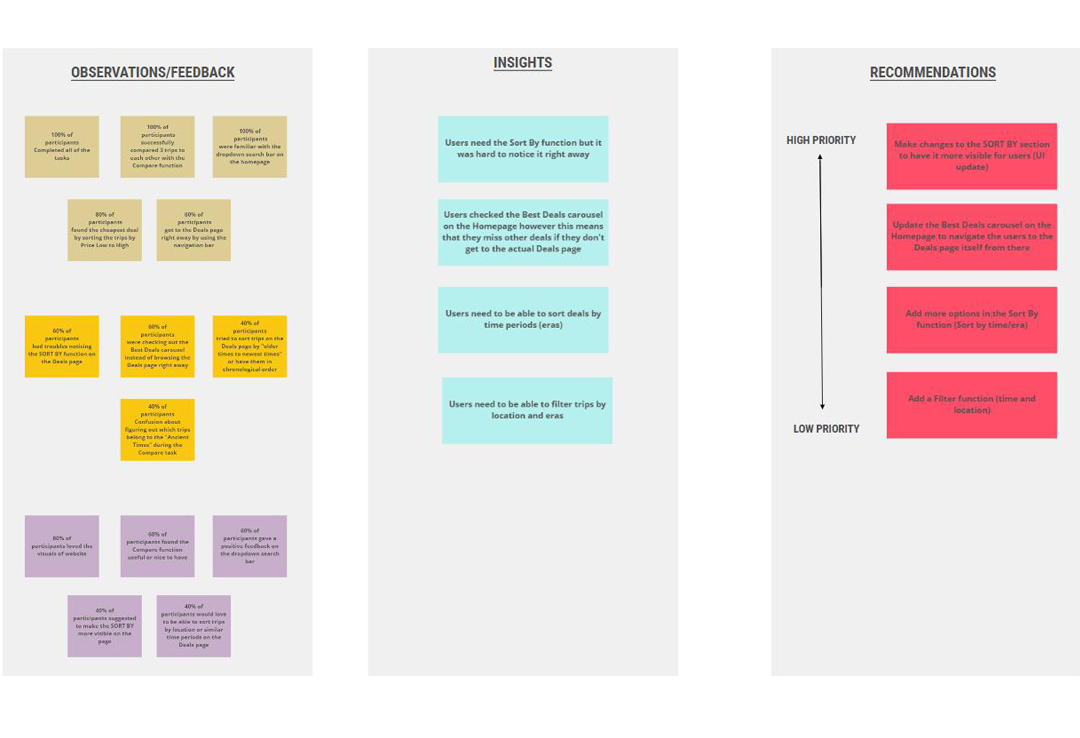 OBSERVATIONS/FEEDBACK
100% of
participants
Completed all of the
tasks
100% of
participants
successfully
compared 3 trips to
each other with the
Compare function
100% of
participants
were familiar with the
dropdown search bar on
the homepage
80% of
participants
found the cheapest deal
by sorting the trips by
Price Low to High
60% of
participants
got to the Deals page
right away by using the
navigation bar
60% of
participants
had troubles noticing
the SORT BY function on
the Deals page
60% of
participants
were checking out the
Best Deals carousel
instead of browsing the
Deals page right away
40% of
participants
tried to sort trips on the
Deals page by "older
times to newest times"
or have them in
chronological order
40% of
participants
Confusion about
figuring out which trips
belong to the "Ancient
Times" during the
Compare task
80% of
participants loved the
visuals of website
60% of
participants found the
Compare function
useful or nice to have
60% of
participants gave a
positive feedback on
the dropdown search
bar
40% of
participants suggested
to make the SORT BY
more visible on the
page
40% of
participants would love
to be able to sort trips
by location or similar
time periods on the
Deals page
INSIGHTS
Users need the Sort By function but it
was hard to notice it right away
Users checked the Best Deals carousel
on the Homepage however this means
that they miss other deals if they don't
get to the actual Deals page
Users need to be able to sort deals by
time periods (eras)
Users need to be able to filter trips by
location and eras
RECOMMENDATIONS
HIGH PRIORITY
Make changes to the SORT BY section
to have it more visible for users (UI
update)
Update the Best Deals carousel on the
Homepage to navigate the users to the
Deals page itself from there
Add more options in the Sort By
function (Sort by time/era)
Add a Filter function (time and
location)
LOW PRIORITY